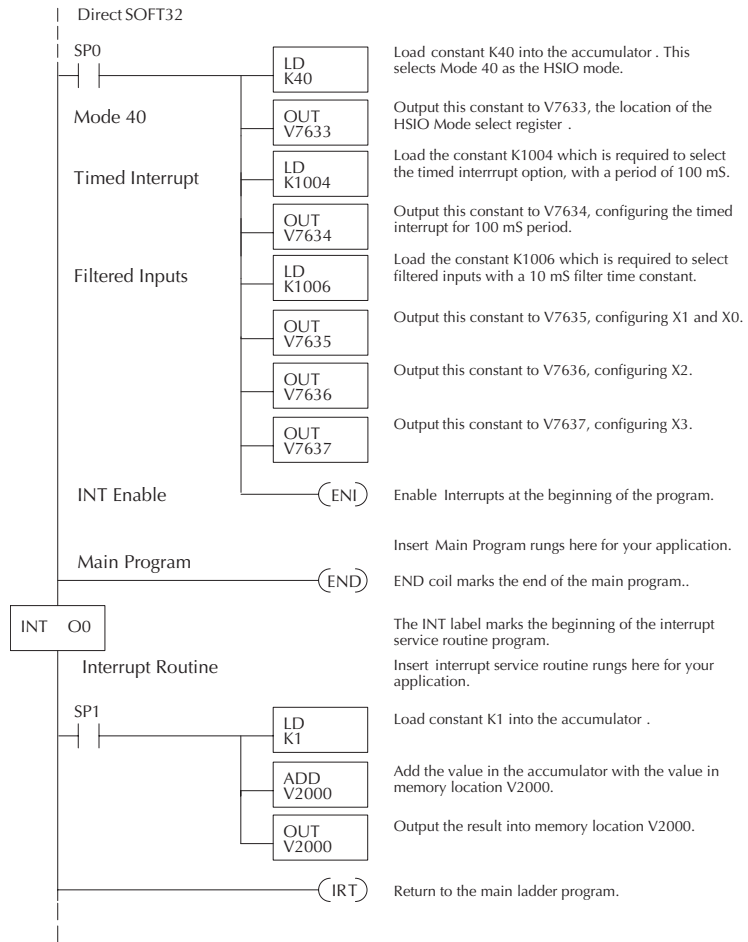 Direct SOFT32
SP0
LD
K40
Load constant K40 into the accumulator . This
selects Mode 40 as the HSIO mode.
Mode 40
OUT
V7633
Output this constant to V7633, the location of the
HSIO Mode select register .
Timed Interrupt
LD
K1004
Load the constant K1004 which is required to select
the timed interrrupt option, with a period of 100 mS.
OUT
V7634
Output this constant to V7634, configuring the timed
interrupt for 100 mS period.
Filtered Inputs
LD
K1006
Load the constant K1006 which is required to select
filtered inputs with a 10 mS filter time constant.
OUT
V7635
Output this constant to V7635, configuring X1 and X0.
OUT
V7636
Output this constant to V7636, configuring X2.
OUT
V7637
Output this constant to V7637, configuring X3.
INT Enable
ENI
Enable Interrupts at the beginning of the program.
Insert Main Program rungs here for your application.
Main Program
END
END coil marks the end of the main program..
INT O0
The INT label marks the beginning of the interrupt
service routine program.
Interrupt Routine
Insert interrupt service routine rungs here for your
application.
SP1
LD
K1
Load constant K1 into the accumulator .
ADD
V2000
Add the value in the accumulator with the value in
memory location V2000.
OUT
V2000
Output the result into memory location V2000.
IRT
Return to the main ladder program.